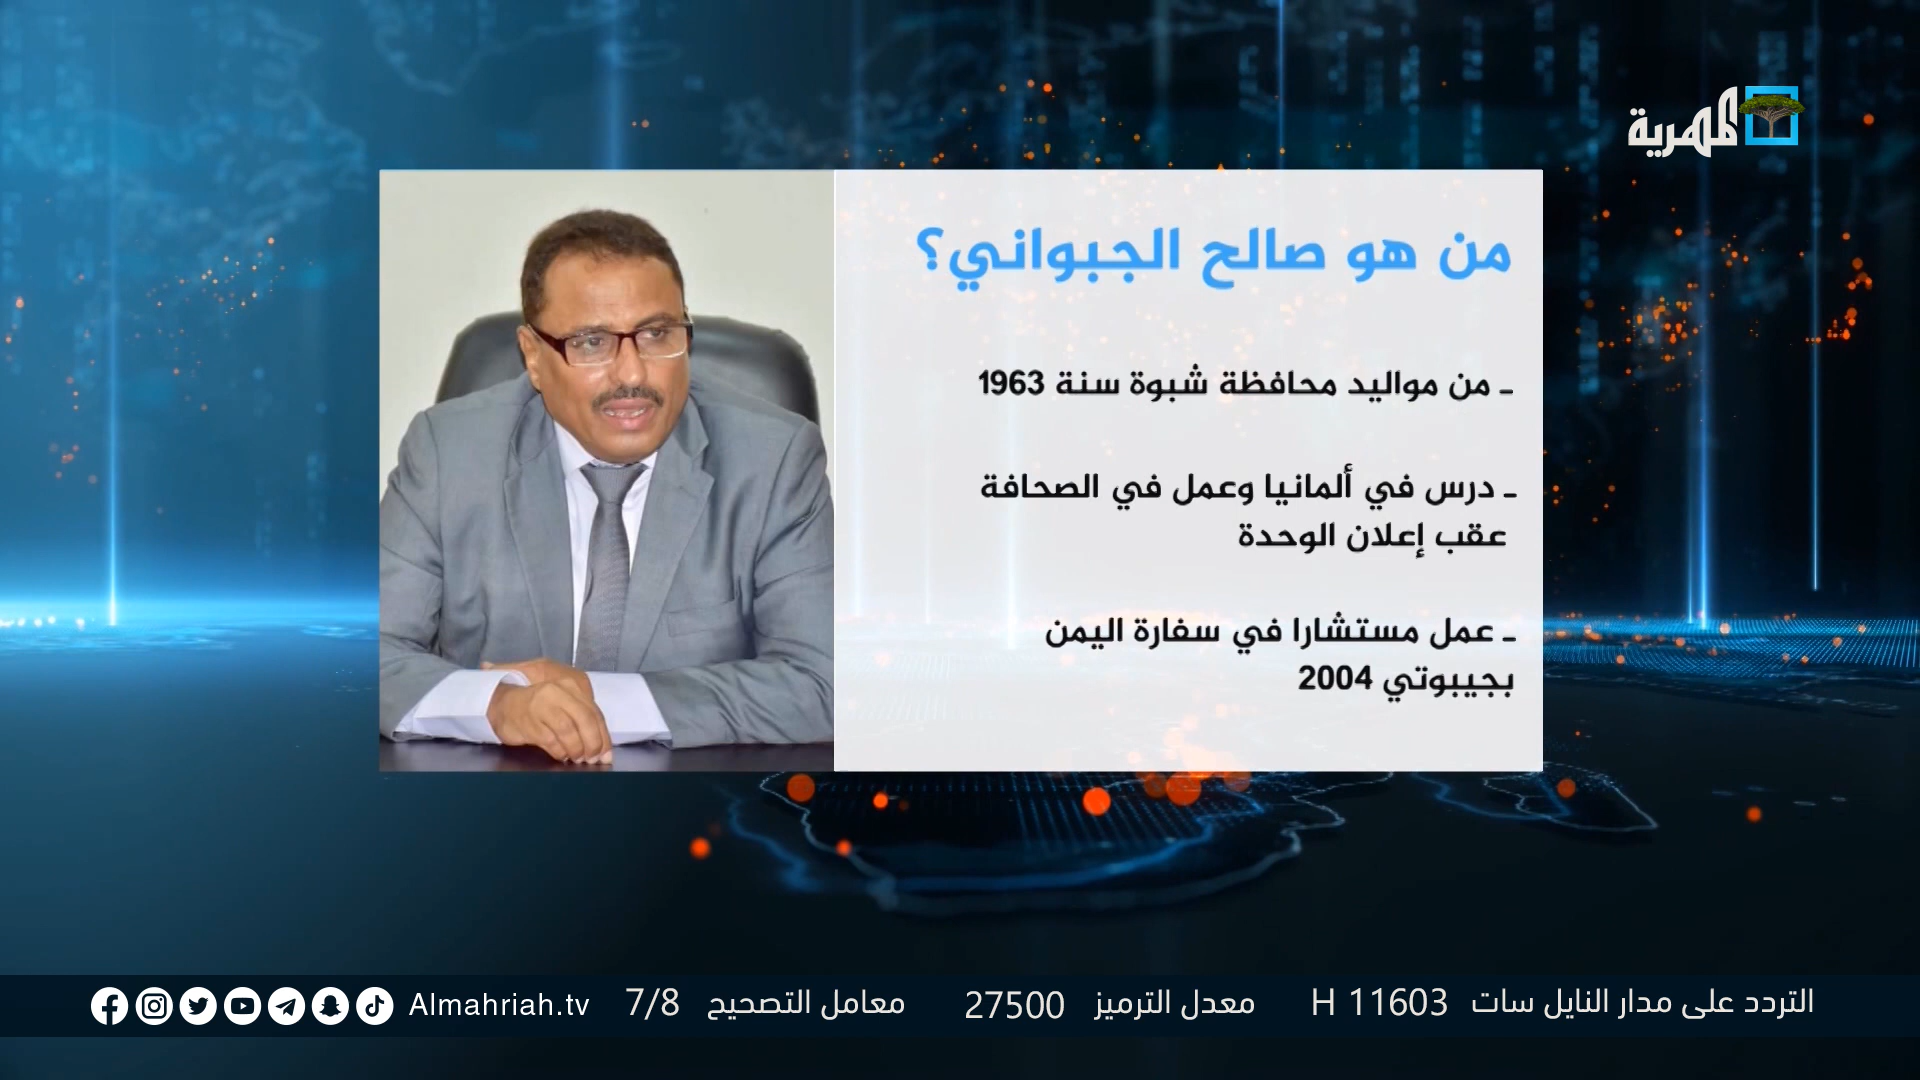 المهرية
من هو صالح الجبواني؟
ـ من مواليد محافظة شبوة سنة 1963
ـ درس في ألمانيا وعمل في الصحافة
عقب إعلان الوحدة
ـ عمل مستشارا في سفارة اليمن
بجيبوتي 2004
التردد على مدار النايل سات H 11603 معدل الترميز 27500 معامل التصحيح 7/8 Almahriah.tv